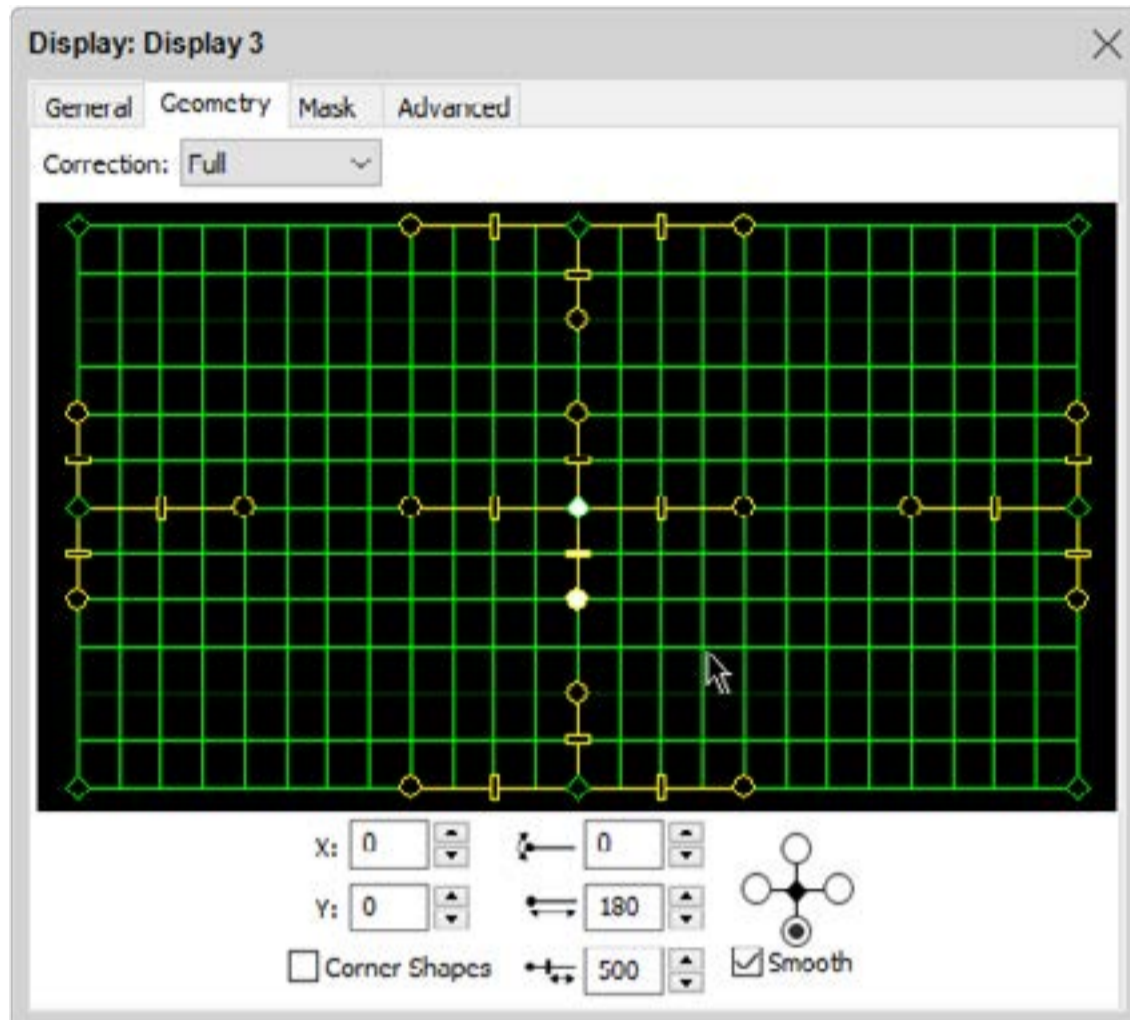 Display: Display 3
General Geometry Mask Advanced
Correction: Full
X: 0 0
Y: 0 180
Corner Shapes 500 Smooth